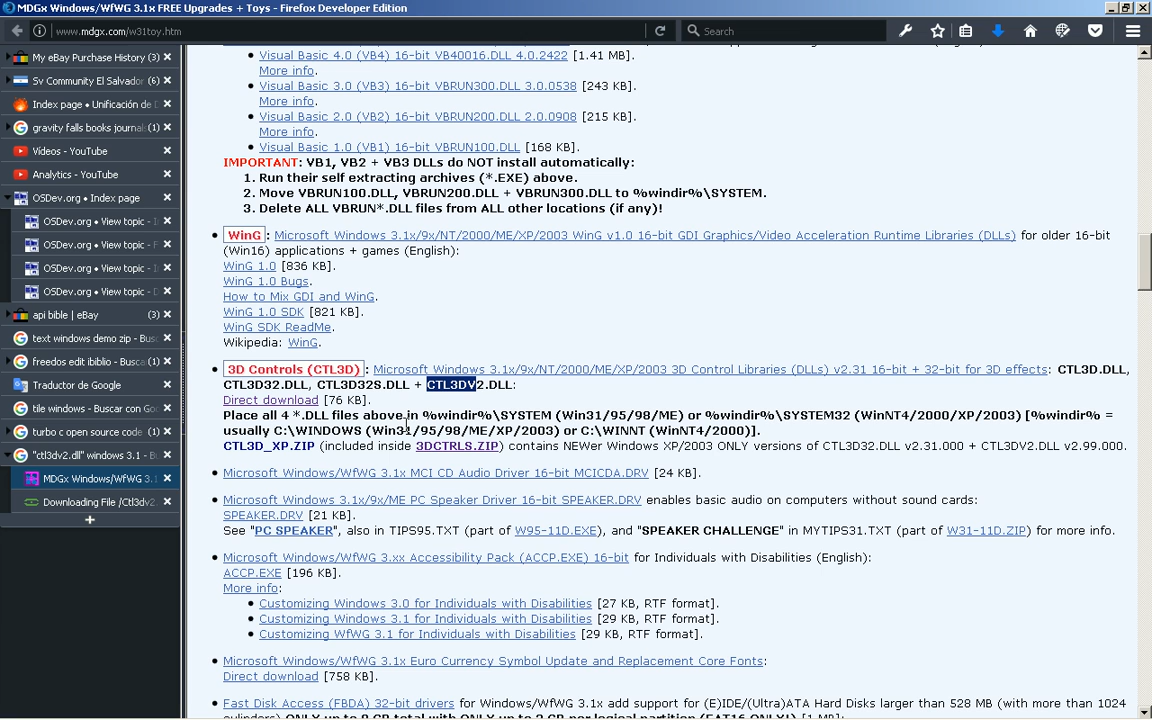 MDGx Windows/WfWG 3.1x FREE Upgrades + Toys - Firefox Developer Edition
www.mdgx.com/w31toy.htm
Search
My eBay Purchase History (3)
Sv Community El Salvador (6)
Index page • Unificación de
gravity falls books journal (1)
Vídeos - YouTube
Analytics - YouTube
OSDev.org • Index page
OSDev.org • View topic -
OSDev.org • View topic - F
OSDev.org • View topic -
OSDev.org • View topic -
api bible | eBay (3)
text windows demo zip - Bus
freedos edit ibiblio - Busca (1)
Traductor de Google
tile windows - Buscar con G
turbo c open source code (1)
"ctl3dv2.dll" windows 3.1 - B
MDGx Windows/WfWG 3.1
Downloading File /Ctl3dv2
Visual Basic 4.0 (VB4) 16-bit VB40016.DLL 4.0.2422 [1.41 MB].
More info.
Visual Basic 3.0 (VB3) 16-bit VBRUN300.DLL 3.0.0538 [243 KB].
More info.
Visual Basic 2.0 (VB2) 16-bit VBRUN200.DLL 2.0.0908 [215 KB].
More info.
Visual Basic 1.0 (VB1) 16-bit VBRUN100.DLL [168 KB].
IMPORTANT: VB1, VB2 + VB3 DLLs do NOT install automatically:
1. Run their self extracting archives (*.EXE) above.
2. Move VBRUN100.DLL, VBRUN200.DLL + VBRUN300.DLL to %windir%\SYSTEM.
3. Delete ALL VBRUN*.DLL files from ALL other locations (if any)!
WinG : Microsoft Windows 3.1x/9x/NT/2000/ME/XP/2003 WinG v1.0 16-bit GDI Graphics/Video Acceleration Runtime Libraries (DLLs) for older 16-bit
(Win16) applications + games (English):
WinG 1.0 [836 KB].
WinG 1.0 Bugs.
How to Mix GDI and WinG.
WinG 1.0 SDK [821 KB].
WinG SDK ReadMe.
Wikipedia: WinG.
3D Controls (CTL3D) : Microsoft Windows 3.1x/9x/NT/2000/ME/XP/2003 3D Control Libraries (DLLs) v2.31 16-bit + 32-bit for 3D effects: CTL3D.DLL,
CTL3D32.DLL, CTL3D32S.DLL + CTL3DV2.DLL:
Direct download [76 KB].
Place all 4 *.DLL files above in %windir%\SYSTEM (Win31/95/98/ME) or %windir%\SYSTEM32 (WinNT4/2000/XP/2003) [%windir% =
usually C:\WINDOWS (Win31/95/98/ME/XP/2003) or C:\WINNT (WinNT4/2000)].
CTL3D_XP.ZIP (included inside 3DCTRLS.ZIP) contains NEWer Windows XP/2003 ONLY versions of CTL3D32.DLL v2.31.000 + CTL3DV2.DLL v2.99.000.
Microsoft Windows/WfWG 3.1x MCI CD Audio Driver 16-bit MCICDA.DRV [24 KB].
Microsoft Windows 3.1x/9x/ME PC Speaker Driver 16-bit SPEAKER.DRV enables basic audio on computers without sound cards:
SPEAKER.DRV [21 KB].
See "PC SPEAKER", also in TIPS95.TXT (part of W95-11D.EXE), and "SPEAKER CHALLENGE" in MYTIPS31.TXT (part of W31-11D.ZIP) for more info.
Microsoft Windows/WfWG 3.xx Accessibility Pack (ACCP.EXE) 16-bit for Individuals with Disabilities (English):
ACCP.EXE [196 KB].
More info:
Customizing Windows 3.0 for Individuals with Disabilities [27 KB, RTF format].
Customizing Windows 3.1 for Individuals with Disabilities [29 KB, RTF format].
Customizing WfWG 3.1 for Individuals with Disabilities [29 KB, RTF format].
Microsoft Windows/WfWG 3.1x Euro Currency Symbol Update and Replacement Core Fonts:
Direct download [758 KB].
Fast Disk Access (FBDA) 32-bit drivers for Windows/WfWG 3.1x add support for (E)IDE/(Ultra)ATA Hard Disks larger than 528 MB (with more than 1024